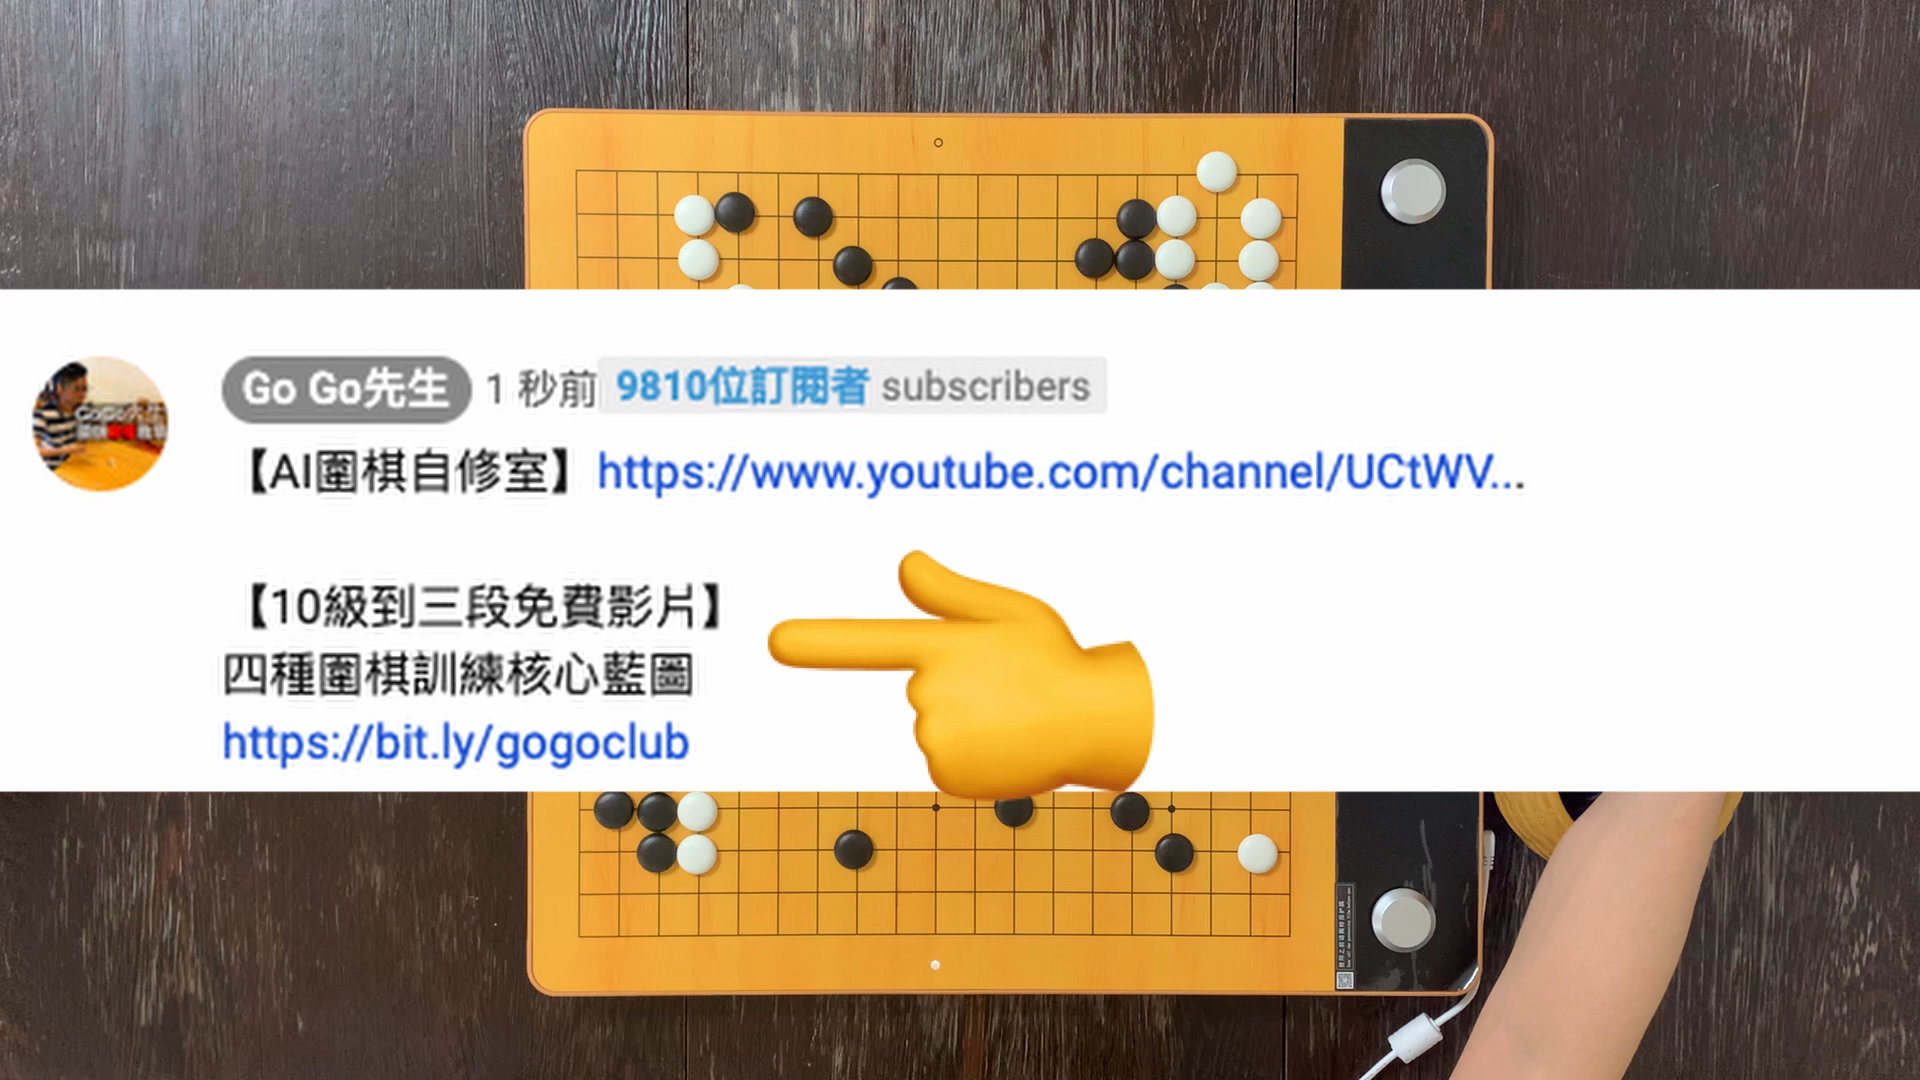 Go Go先生 1 秒前 9810位訂閱者 subscribers
【AI圍棋自修室】https://www.youtube.com/channel/UCtWV...
【10級到三段免費影片】
四種圍棋訓練核心藍圖
https://bit.ly/gogoclub